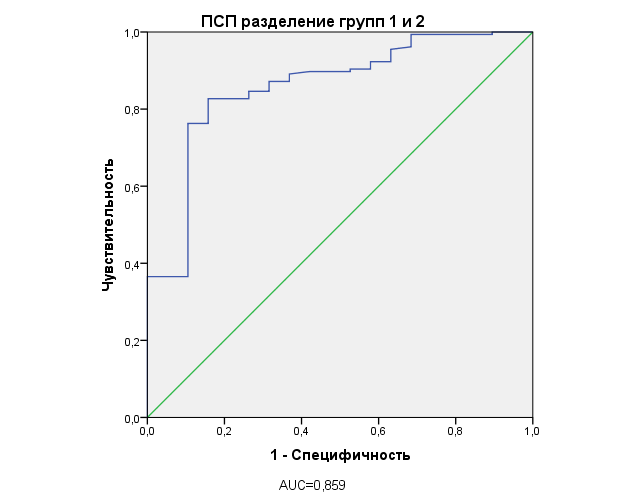 ПСП разделение групп 1 и 2
1,0
0,8
0,6
0,4
0,2
0,0
Чувствительность
0,0 0,2 0,4 0,6 0,8 1,0
1 - Специфичность
AUC=0,859